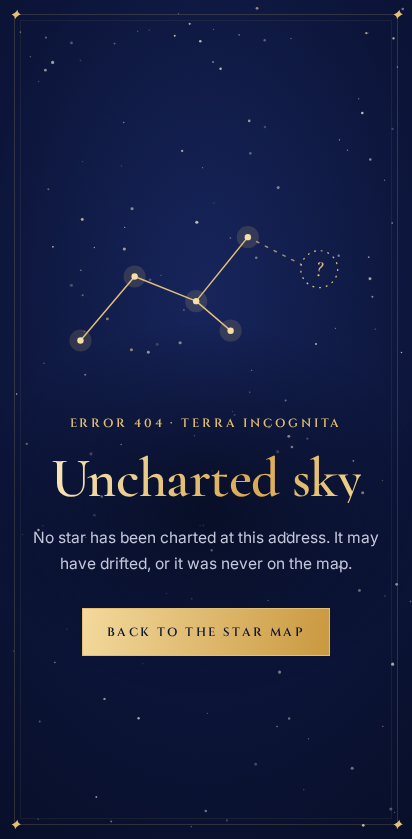 ?
ERROR 404 · TERRA INCOGNITA
Uncharted sky
No star has been charted at this address. It may
have drifted, or it was never on the map.
BACK TO THE STAR MAP